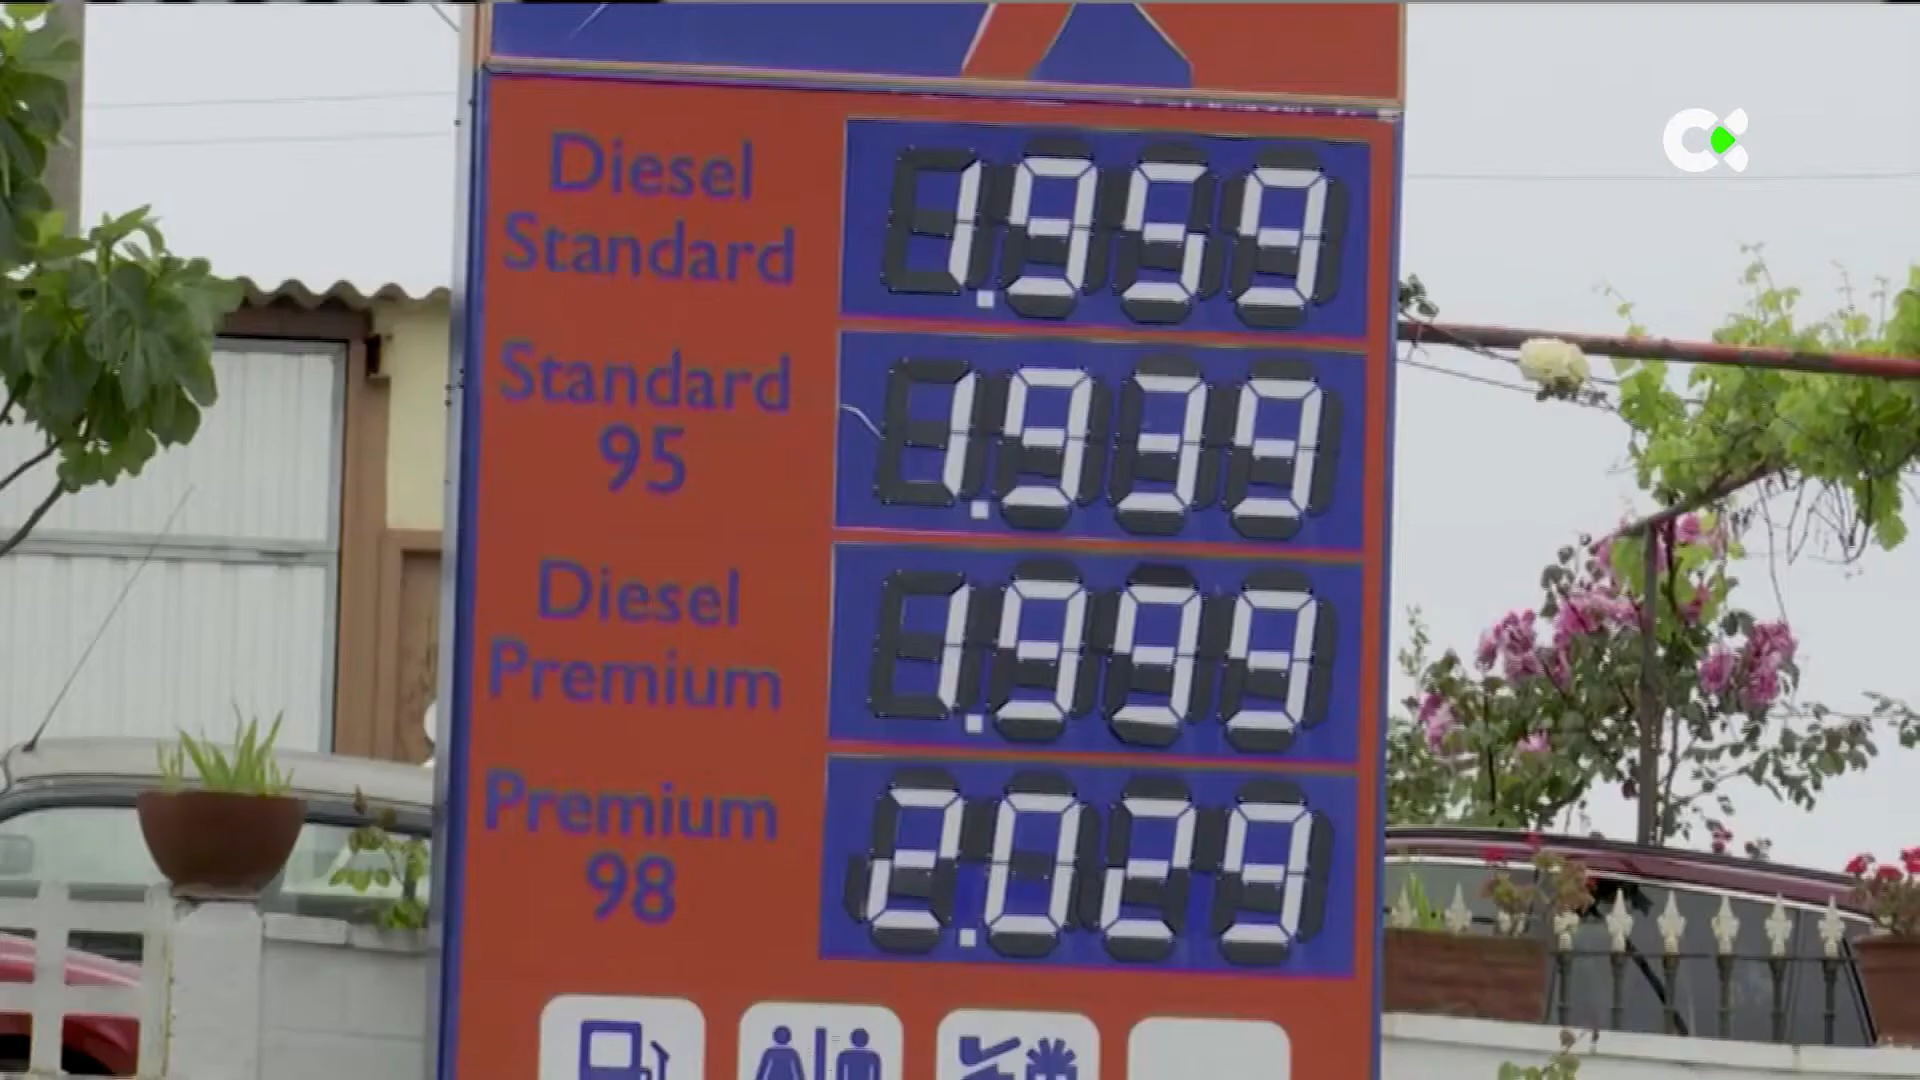 Diesel
Standard
1.959
Standard
95
1.939
Diesel
Premium
1.999
Premium
98
2.029